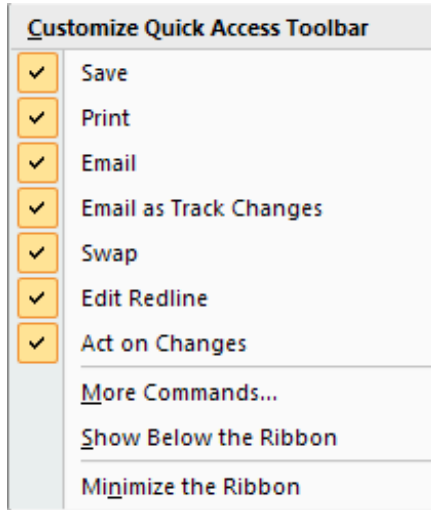 Customize Quick Access Toolbar
Save
Print
Email
Email as Track Changes
Swap
Edit Redline
Act on Changes
More Commands...
Show Below the Ribbon
Minimize the Ribbon